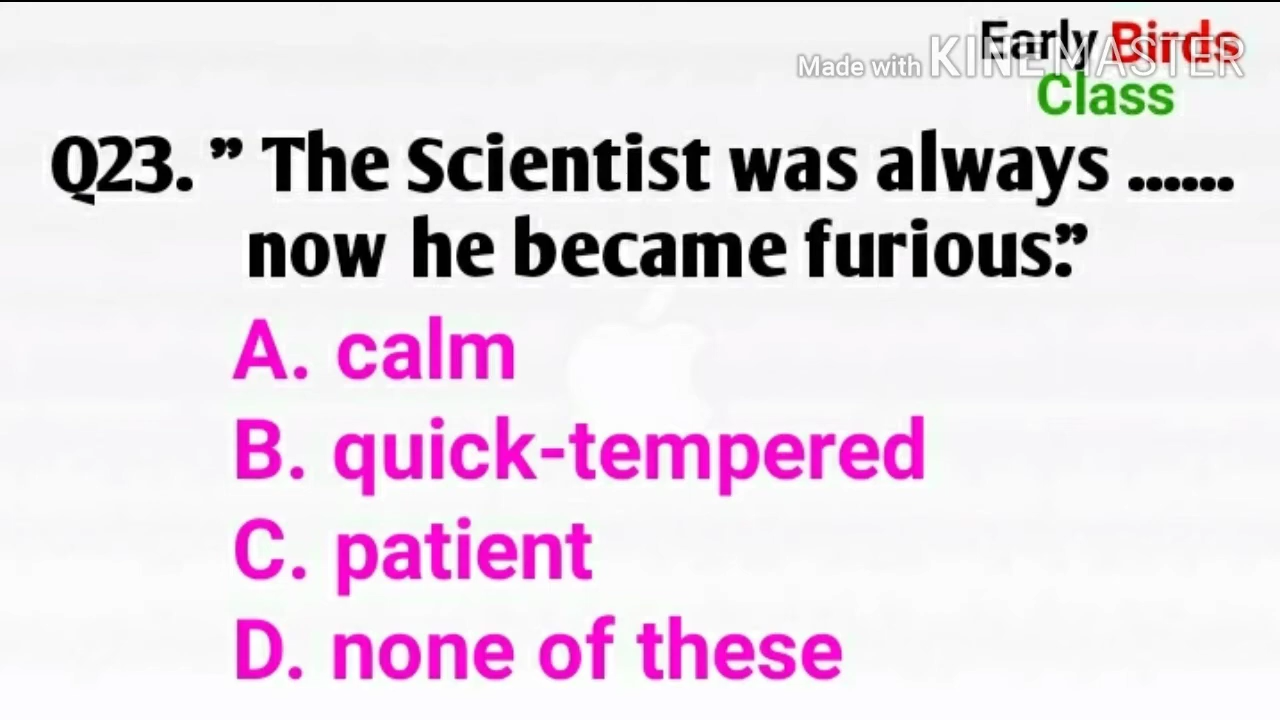 Early Birds
Made with KINEMASTER
Class
Q23. ” The Scientist was always ......
now he became furious.”
A. calm
B. quick-tempered
C. patient
D. none of these